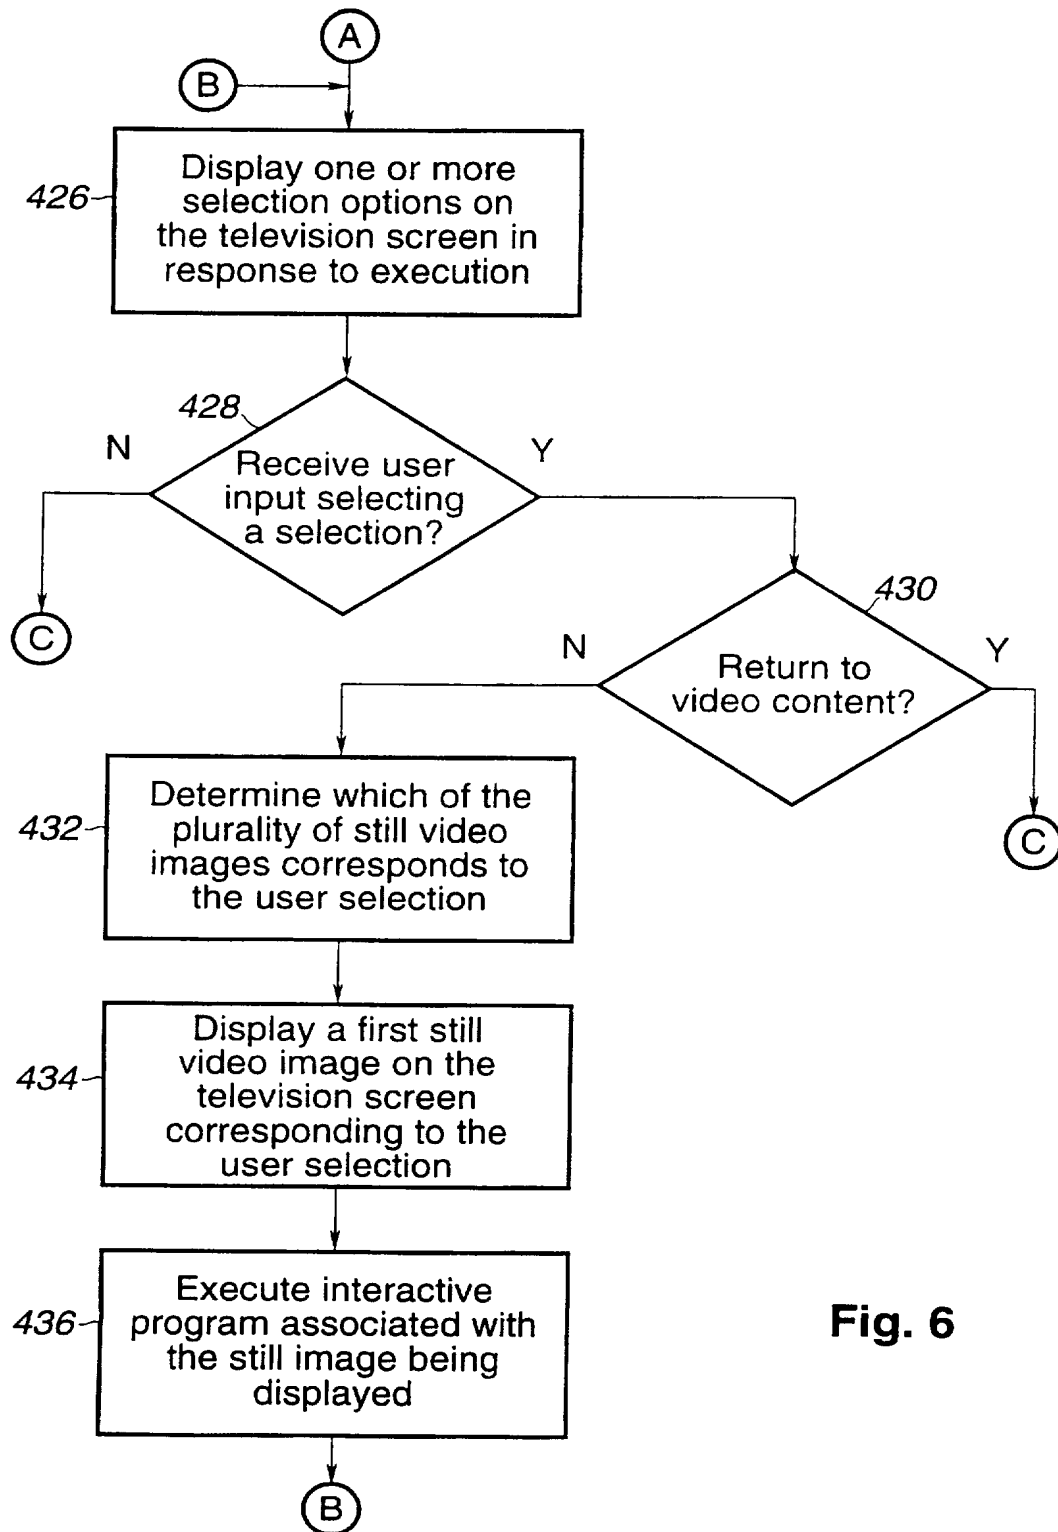 A
B
426
Display one or more
selection options on
the television screen in
response to execution
428
N
Y
Receive user
input selecting
a selection?
430
C
N
Y
Return to
video content?
432
Determine which of the
plurality of still video
images corresponds to
the user selection
C
434
Display a first still
video image on the
television screen
corresponding to the
user selection
436
Execute interactive
program associated with
the still image being
displayed
Fig. 6
B